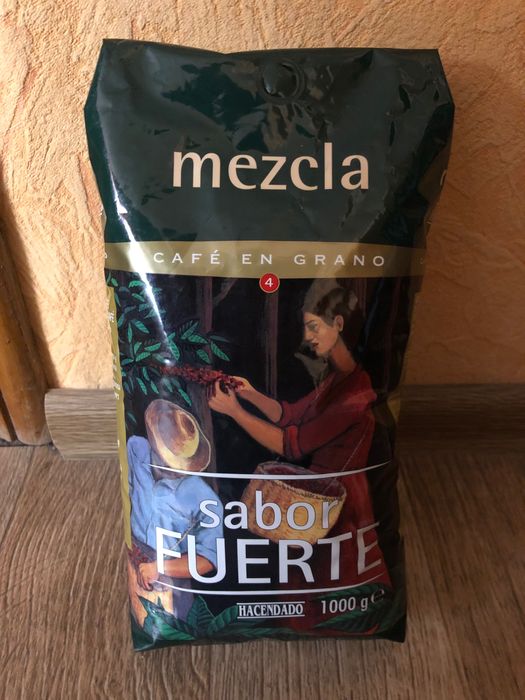 mezcla
CAFÉ EN GRANO
4
sabor
FUERTE
HACENDADO 1000 g e